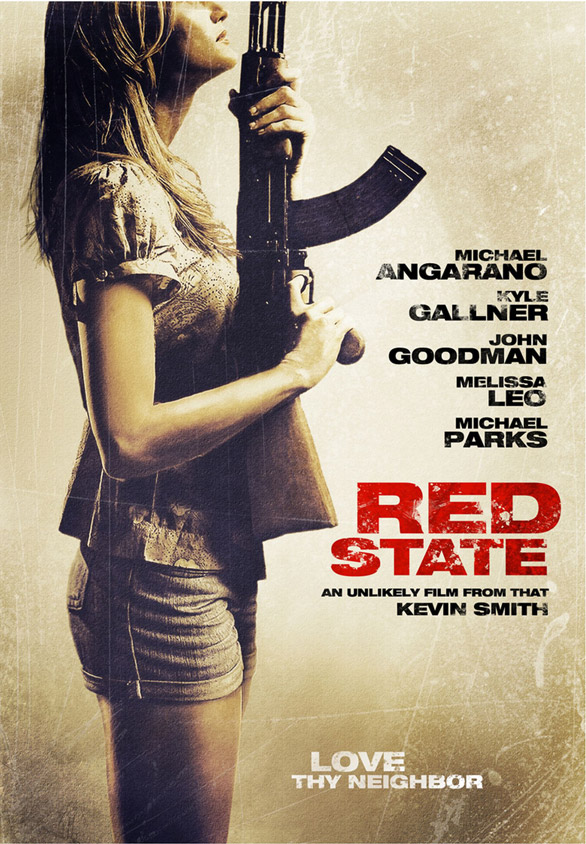 MICHAEL
ANGARANO
KYLE
GALLNER
JOHN
GOODMAN
MELISSA
LEO
MICHAEL
PARKS
RED
STATE
AN UNLIKELY FILM FROM THAT
KEVIN SMITH
LOVE
THY NEIGHBOR